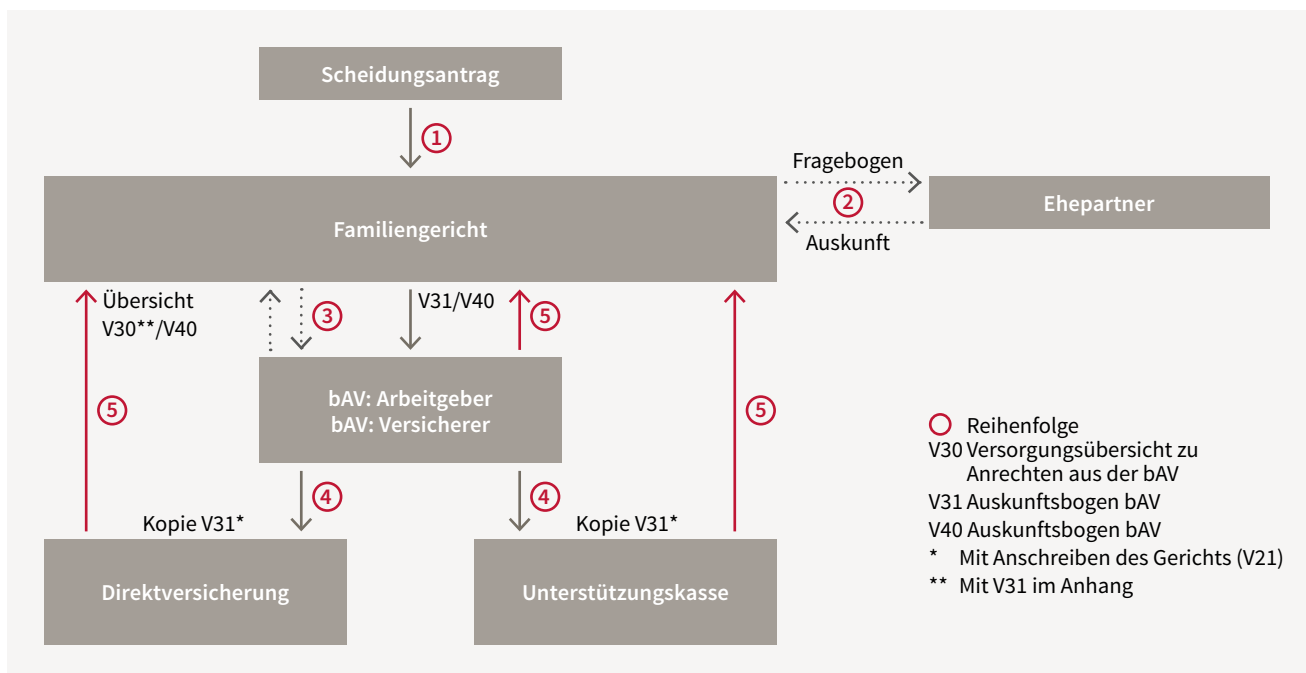 Scheidungsantrag
1
Fragebogen
Familiengericht
2
Ehepartner
Auskunft
Übersicht
V30**/V40
3
V31/V40
5
bAV: Arbeitgeber
bAV: Versicherer
5
5
4
4
Kopie V31*
Kopie V31*
Direktversicherung
Unterstützungskasse
Reihenfolge
V30 Versorgungsübersicht zu
Anrechten aus der bAV
V31 Auskunftsbogen bAV
V40 Auskunftsbogen bAV
* Mit Anschreiben des Gerichts (V21)
** Mit V31 im Anhang